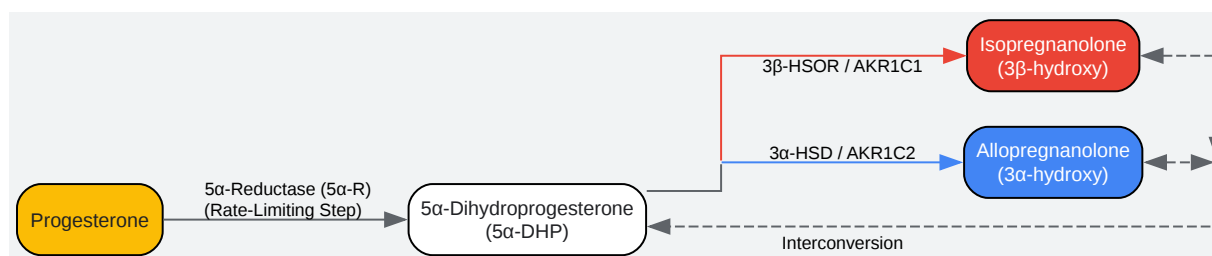 Isopregnanolone
(3β-hydroxy)
3β-HSOR / AKR1C1
3α-HSD / AKR1C2
Allopregnanolone
(3α-hydroxy)
Progesterone
5α-Reductase (5α-R)
(Rate-Limiting Step)
5α-Dihydroprogesterone
(5α-DHP)
Interconversion